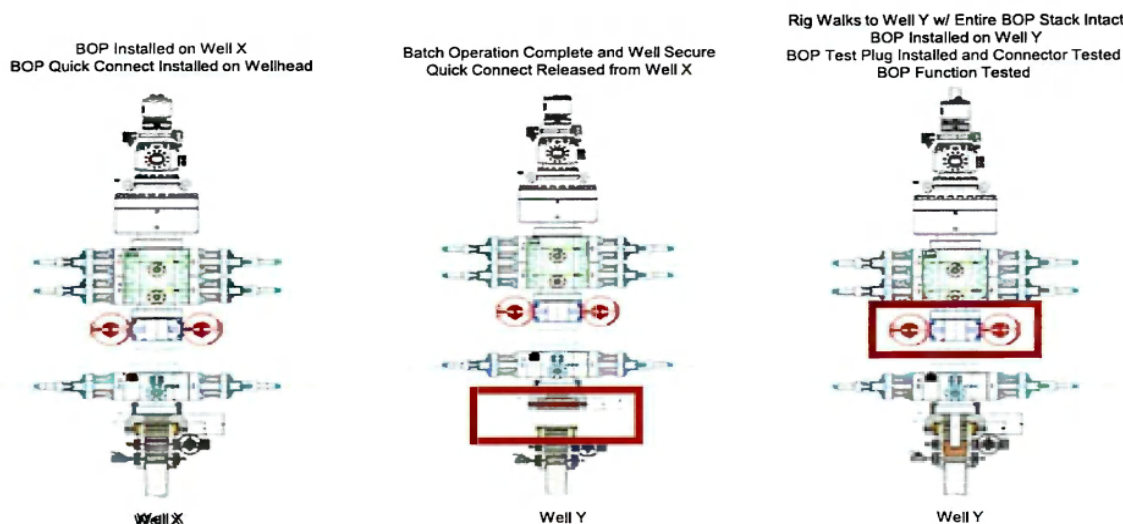 BOP Installed on Well X
BOP Quick Connect Installed on Wellhead
Batch Operation Complete and Well Secure
Quick Connect Released from Well X
Rig Walks to Well Y w/ Entire BOP Stack Intact
BOP Installed on Well Y
BOP Test Plug Installed and Connector Tested
BOP Function Tested
Well X
Well Y
Well Y